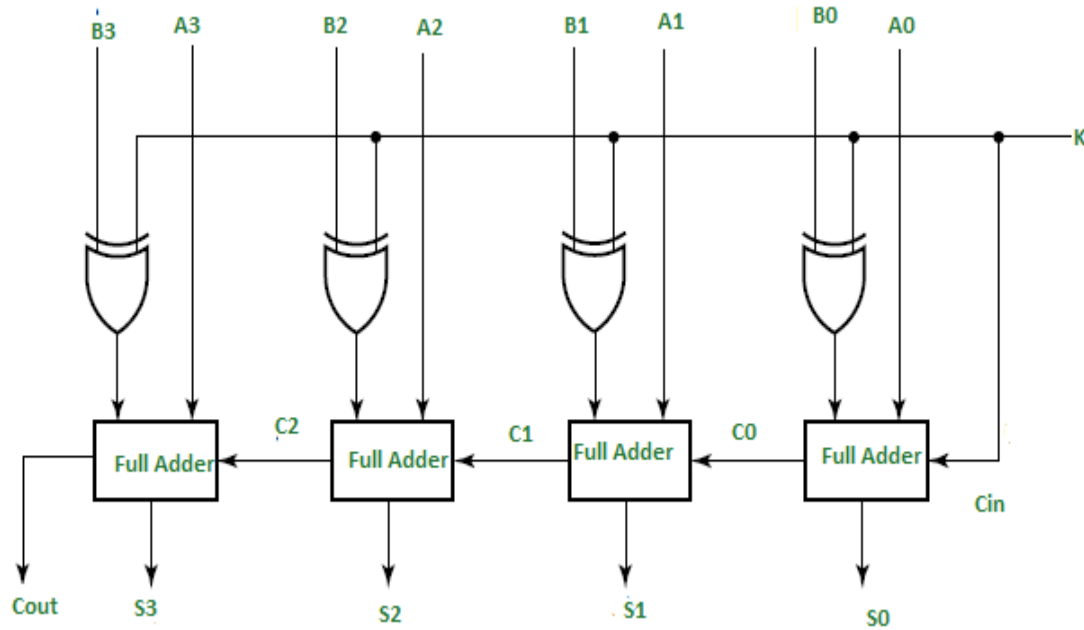 B3 A3 B2 A2 B1 A1 B0 A0
K
C2 C1 C0
Full Adder Full Adder Full Adder Full Adder
Cin
Cout S3 S2 S1 S0